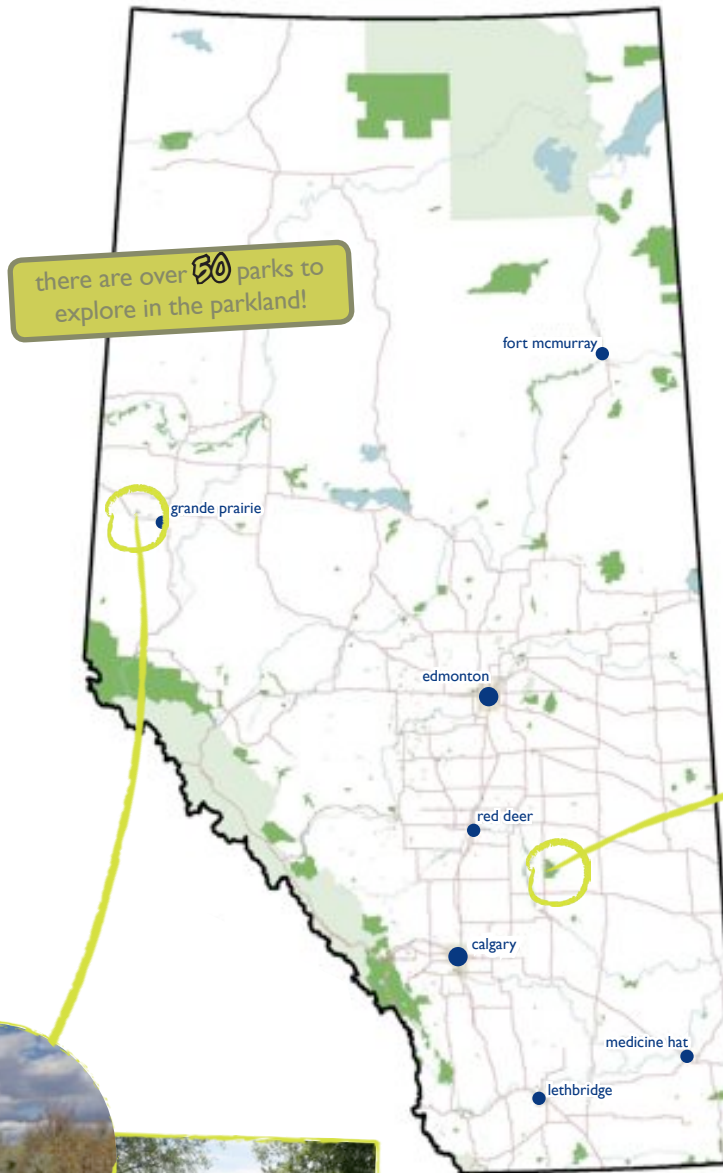 there are over 50 parks to
explore in the parkland!
fort mcmurray
grande prairie
edmonton
red deer
calgary
medicine hat
lethbridge